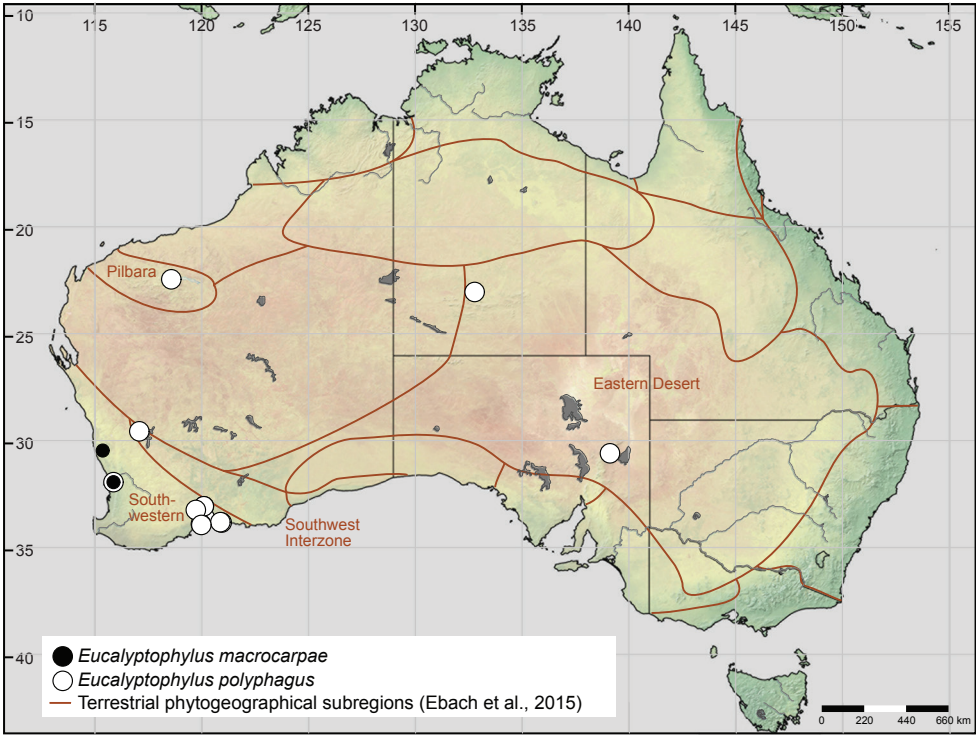 10
115 120 125 130 135 140 145 150 155
15
20
Pilbara
25
Eastern Desert
30
South-
western
Southwest
Interzone
35
Eucalyptophylus macrocarpae
40
Eucalyptophylus polyphagus
Terrestrial phytogeographical subregions (Ebach et al., 2015)
0 220 440 660 km